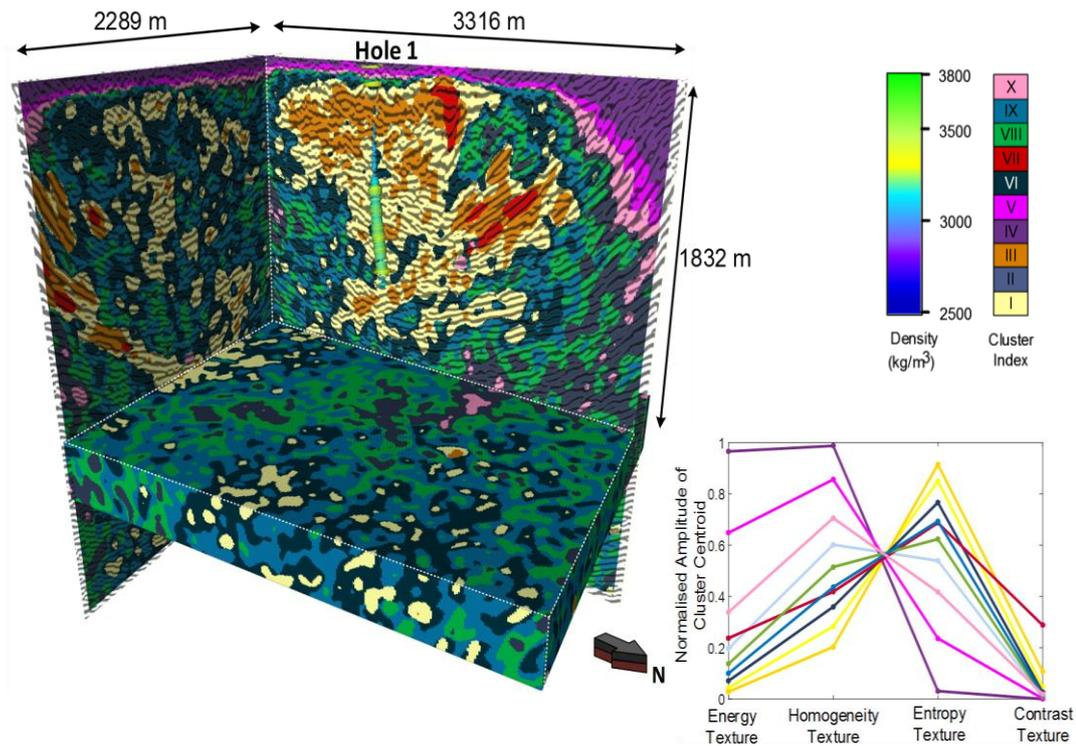 2289 m
3316 m
Hole 1
1832 m
N
3800
3500
3000
2500
Density
(kg/m3)
X
IX
VIII
VII
VI
V
IV
III
II
I
Cluster
Index
Normalised Amplitude of
Cluster Centroid
1
0.8
0.6
0.4
0.2
0
Energy
Texture
Homogeneity
Texture
Entropy
Texture
Contrast
Texture